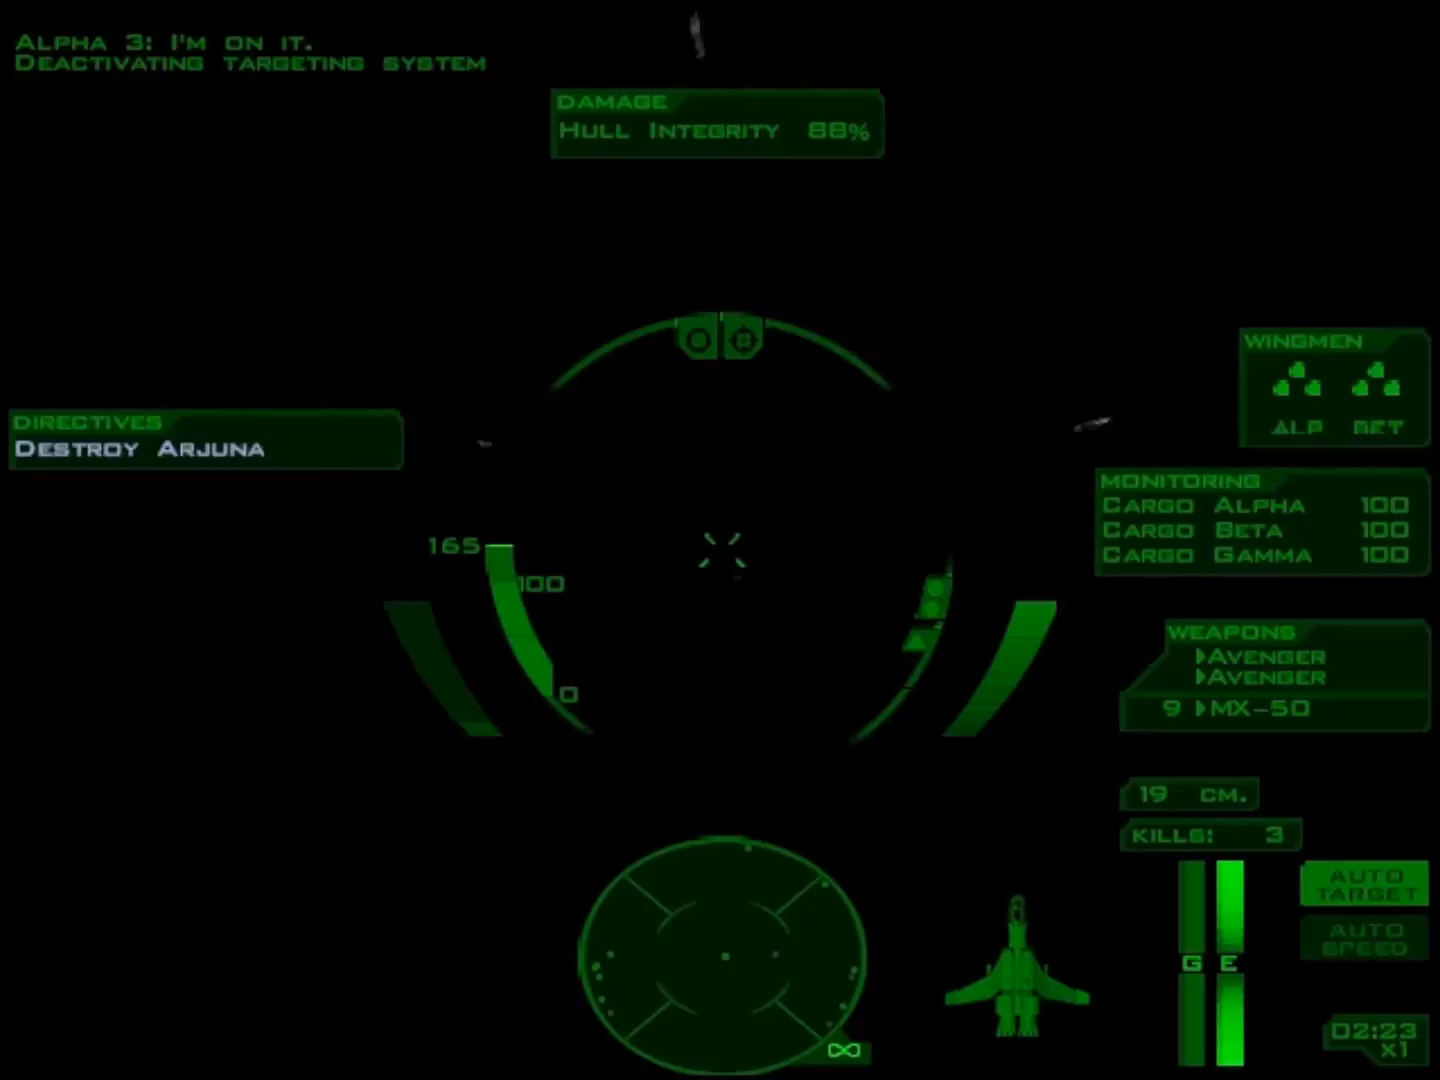 Alpha 3: I'm on it.
Deactivating targeting system
Damage
Hull Integrity 88%
Wingmen
Alp Bet
Directives
Destroy Arjuna
Monitoring
Cargo Alpha 100
Cargo Beta 100
Cargo Gamma 100
165
100
0
Weapons
Avenger
Avenger
9 MX-50
19 cm.
Kills: 3
Auto
Target
Auto
Speed
G E
∞
02:23
x1